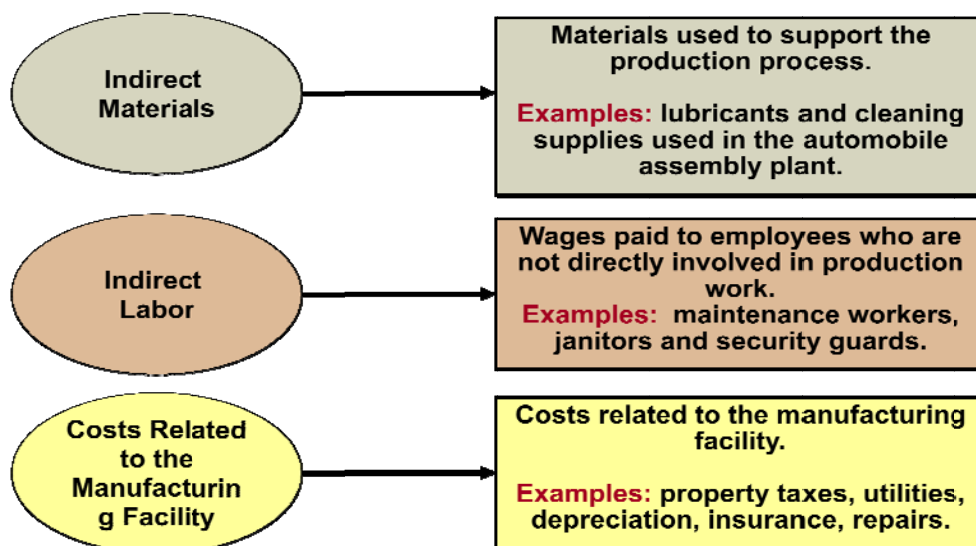 Indirect
Materials
Materials used to support the
production process.
Examples: lubricants and cleaning
supplies used in the automobile
assembly plant.
Indirect
Labor
Wages paid to employees who are
not directly involved in production
work.
Examples: maintenance workers,
janitors and security guards.
Costs Related
to the
Manufacturin
g Facility
Costs related to the manufacturing
facility.
Examples: property taxes, utilities,
depreciation, insurance, repairs.